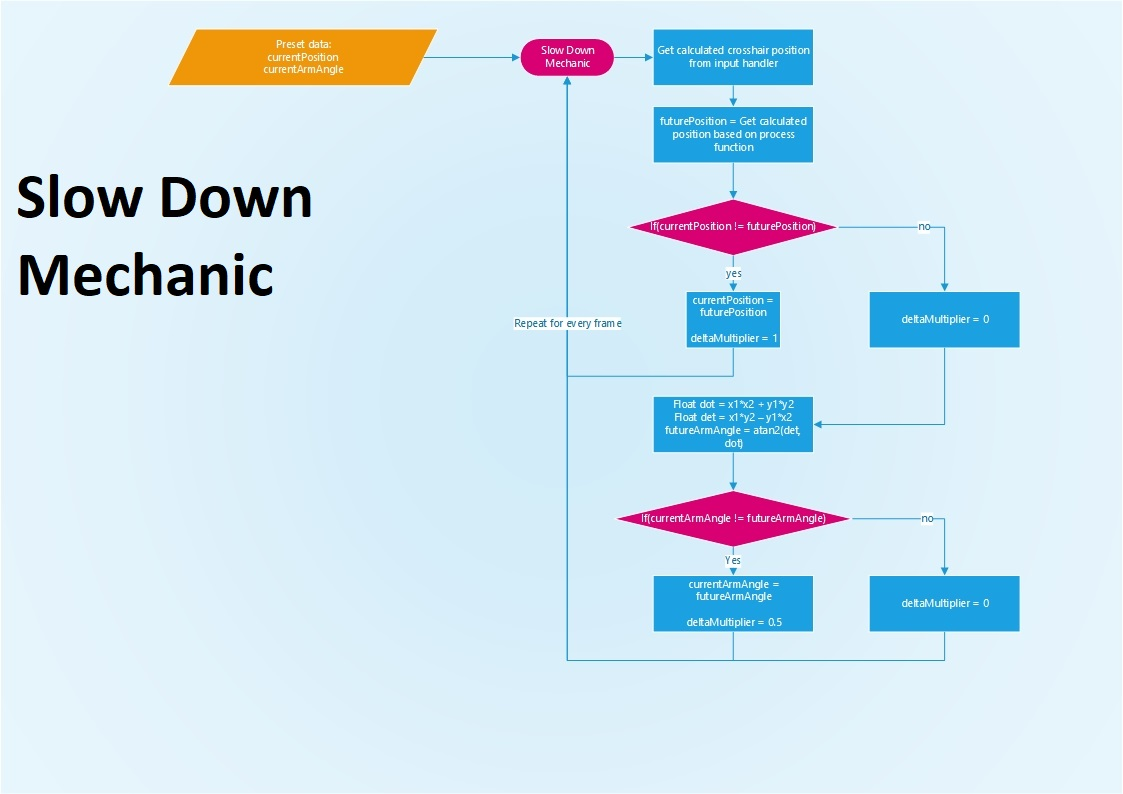 Preset data:
currentPosition
currentArmAngle
Slow Down
Mechanic
Get calculated crosshair position
from input handler
futurePosition = Get calculated
position based on process
function
Slow Down
Mechanic
If(currentPosition != futurePosition)
no
yes
currentPosition =
futurePosition
deltaMultiplier = 1
deltaMultiplier = 0
Repeat for every frame
Float dot = x1*x2 + y1*y2
Float det = x1*y2 – y1*x2
futureArmAngle = atan2(det,
dot)
If(currentArmAngle != futureArmAngle)
no
Yes
currentArmAngle =
futureArmAngle
deltaMultiplier = 0.5
deltaMultiplier = 0